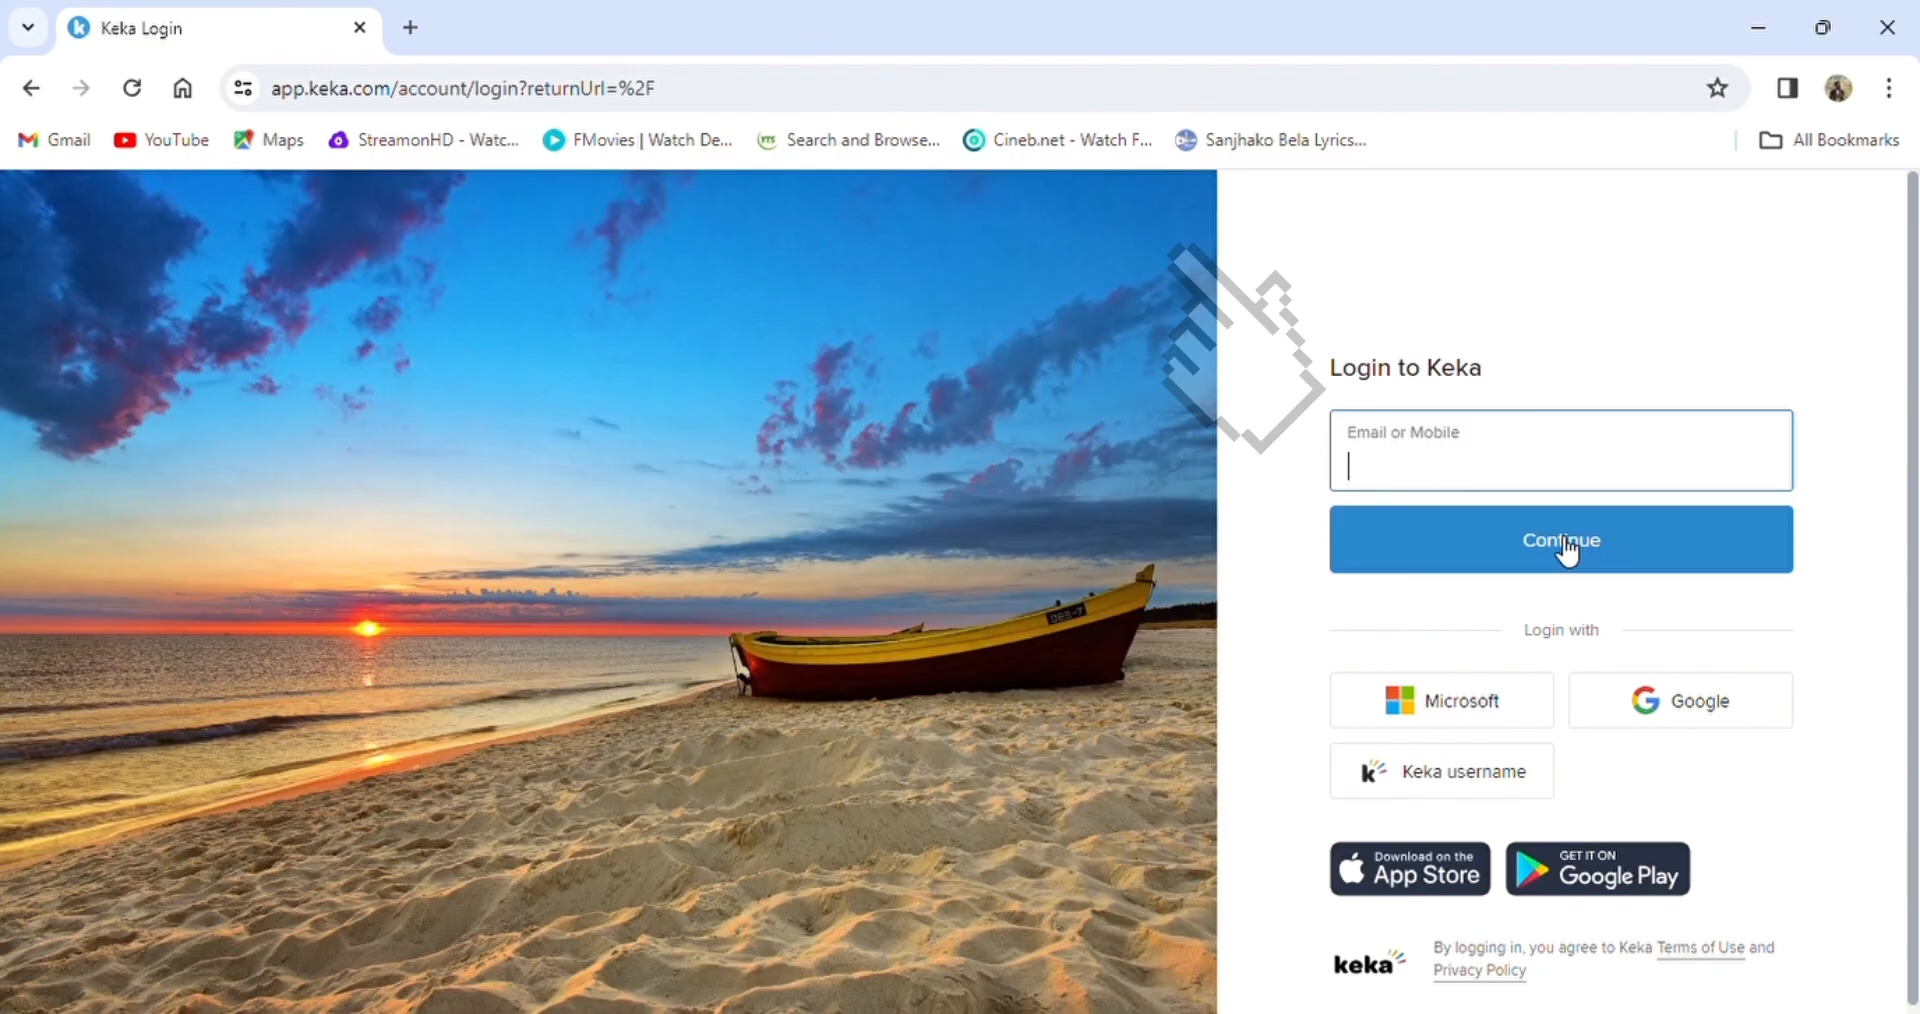 Keka Login
app.keka.com/account/login?returnUrl=%2F
Gmail
YouTube
Maps
StreamonHD - Watc...
FMovies | Watch De...
Search and Browse...
Cineb.net - Watch F...
Sanjhako Bela Lyrics...
All Bookmarks
Login to Keka
Email or Mobile
Continue
Login with
Microsoft
Google
Keka username
Download on the
App Store
GET IT ON
Google Play
keka
By logging in, you agree to Keka Terms of Use and
Privacy Policy